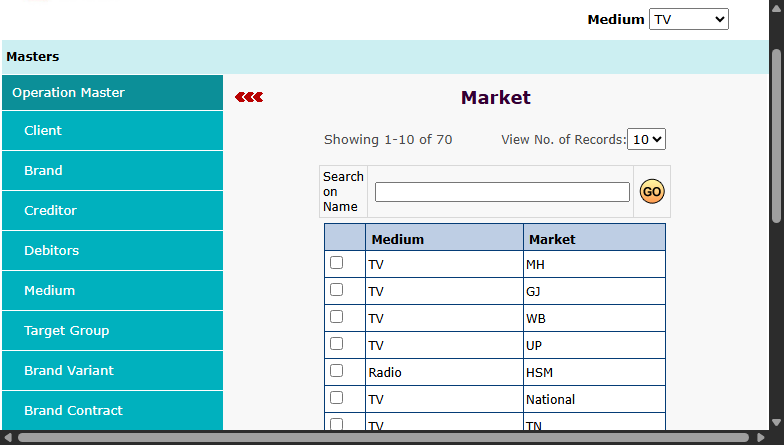 Medium TV
Masters
Operation Master
Client
Brand
Creditor
Debitors
Medium
Target Group
Brand Variant
Brand Contract
Market
Showing 1-10 of 70 View No. of Records: 10
Search on Name GO
Medium Market
TV MH
TV GJ
TV WB
TV UP
Radio HSM
TV National
TV TN